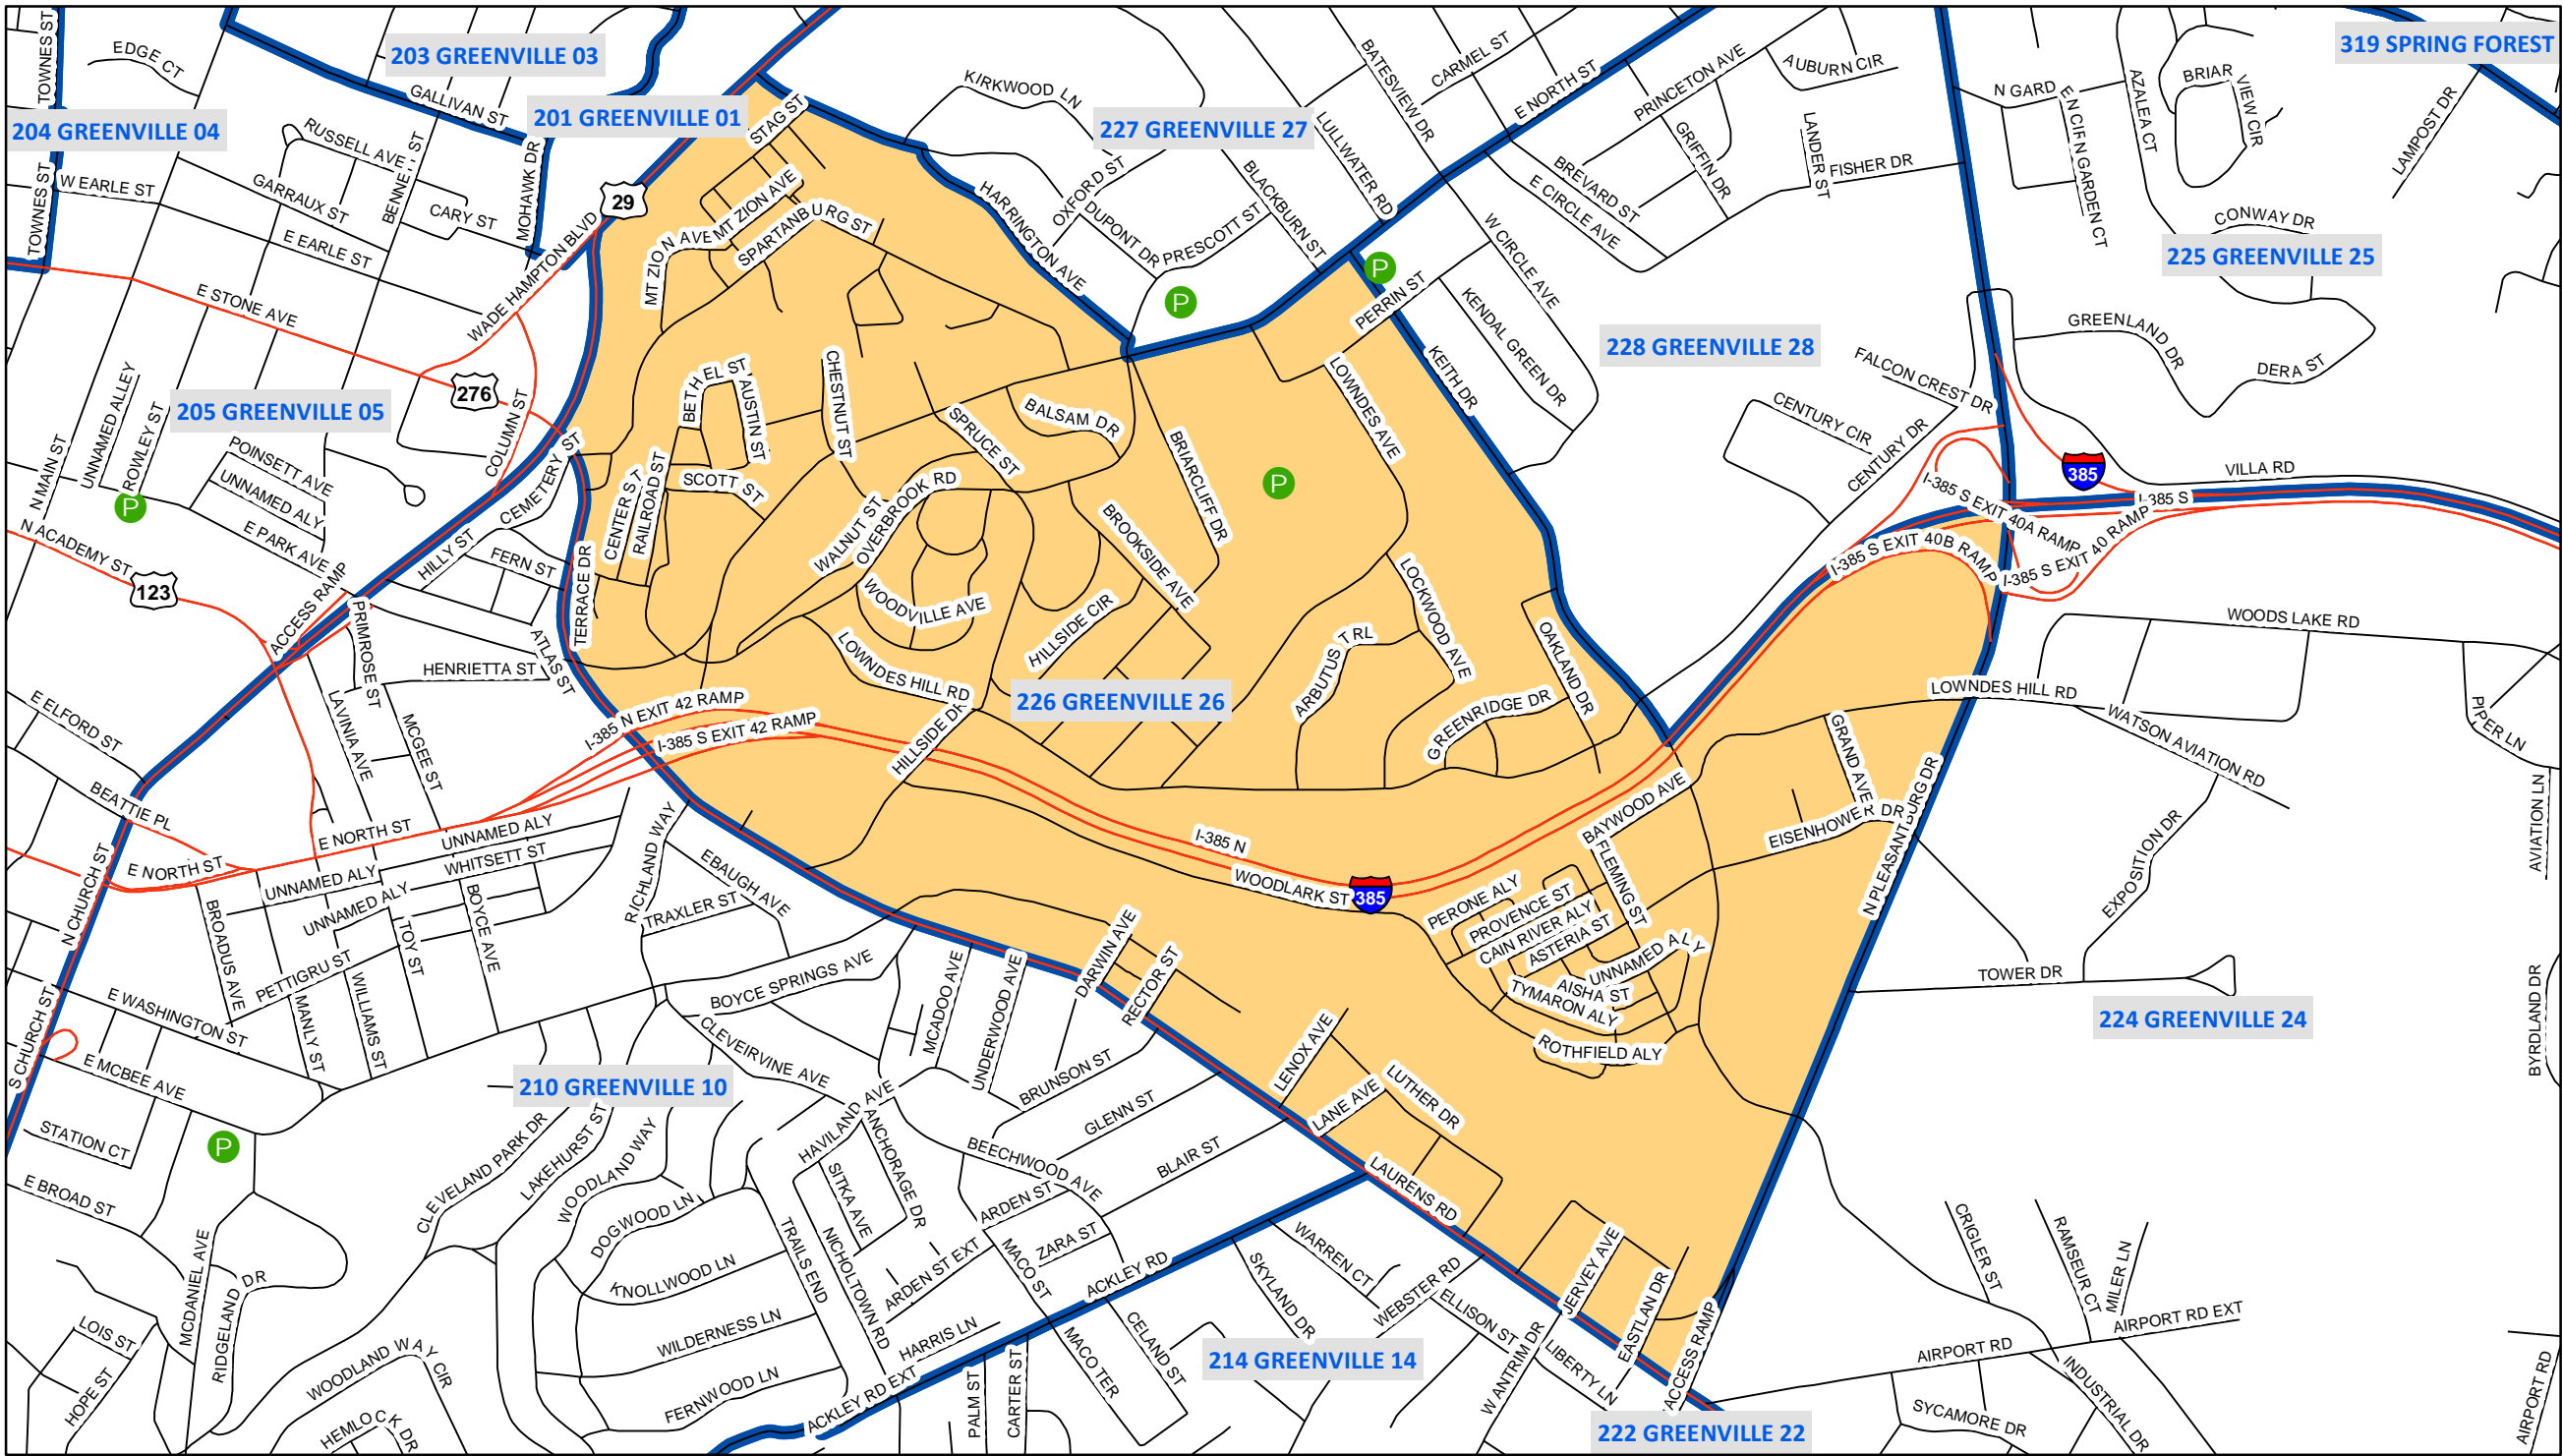 TOWNES ST
EDGE CT
203 GREENVILLE 03
GALLIVAN ST
201 GREENVILLE 01
204 GREENVILLE 04
RUSSELL AVE
TOWNES ST
W EARLE ST
GARRAUX ST
BENNETT ST
CARY ST
MOHAWK DR
29
E EARLE ST
WADE HAMPTON BLVD
E STONE AVE
STAG ST
MT ZION AVE
MT ZION AVE
SPARTANBURG ST
KIRKWOOD LN
227 GREENVILLE 27
OXFORD ST
DUPONT DR
HARRINGTON AVE
PRESCOTT ST
BLACKBURN ST
LULLWATER RD
BATESVIEW DR
CARMEL ST
E NORTH ST
PRINCETON AVE
AUBURN CIR
GRIFFIN DR
LANDER ST
FISHER DR
BREVARD ST
E CIRCLE AVE
W CIRCLE AVE
KENDAL GREEN DR
PERRIN ST
KEITH DR
P
P
319 SPRING FOREST
N GARD
EN CIR
N GARDEN CT
AZALEA CT
BRIAR
VIEW CIR
LAMPOST DR
CONWAY DR
225 GREENVILLE 25
GREENLAND DR
DERA ST
228 GREENVILLE 28
FALCON CREST DR
CENTURY CIR
CENTURY DR
385
VILLA RD
I-385 S
I-385 S EXIT 40A RAMP
I-385 S EXIT 40B RAMP
I-385 S EXIT 40 RAMP
276
COLUMN ST
205 GREENVILLE 05
UNNAMED ALLEY
ROWLEY ST
N MAIN ST
POINSETT AVE
UNNAMED ALY
P
E PARK AVE
N ACADEMY ST
123
CEMETERY ST
HILLY ST
FERN ST
ACCESS RAMP
PRIMROSE ST
TERRACE DR
ATLAS ST
HENRIETTA ST
BETHEL ST
AUSTIN ST
CHESTNUT ST
SCOTT ST
CENTER ST
RAILROAD ST
SPRUCE ST
BALSAM DR
OVERBROOK RD
WALNUT ST
WOODVILLE AVE
BRIARCLIFF DR
BROOKSIDE AVE
HILLSIDE CIR
LOWNDES AVE
P
LOCKWOOD AVE
ARBUTUS TRL
OAKLAND DR
GREENRIDGE DR
LOWNDES HILL RD
226 GREENVILLE 26
HILLSIDE DR
I-385 N EXIT 42 RAMP
I-385 S EXIT 42 RAMP
I-385 N
WOODLARK ST
385
WOODS LAKE RD
LOWNDES HILL RD
WATSON AVIATION RD
PIPER LN
AVIATION LN
GRAND AVE
N PLEASANTBURG DR
EISENHOWER DR
BAYWOOD AVE
FLEMING ST
PERONE ALY
PROVENCE ST
CAIN RIVER ALY
ASTERIA ST
UNNAMED ALY
AISHA ST
TYMARON ALY
ROTHFIELD ALY
EXPOSITION DR
TOWER DR
224 GREENVILLE 24
BYRDLAND DR
E ELFORD ST
BEATTIE PL
LAVINIA AVE
MCGEE ST
E NORTH ST
E NORTH ST
UNNAMED ALY
UNNAMED ALY
UNNAMED ALY
WHITSETT ST
N CHURCH ST
BROADUS AVE
PETTIGRU ST
MANLY ST
WILLIAMS ST
TOY ST
BOYCE AVE
RICHLAND WAY
EBAUGH AVE
TRAXLER ST
BOYCE SPRINGS AVE
MCADOO AVE
UNDERWOOD AVE
DARWIN AVE
RECTOR ST
BRUNSON ST
CLEVEIRVINE AVE
E WASHINGTON ST
S CHURCH ST
E MCBEE AVE
STATION CT
P
E BROAD ST
210 GREENVILLE 10
CLEVELAND PARK DR
LAKEHURST ST
WOODLAND WAY
DOGWOOD LN
HAVILAND AVE
ANCHORAGE DR
SITKA AVE
BEECHWOOD AVE
GLENN ST
BLAIR ST
LENOX AVE
LANE AVE
LUTHER DR
LAURENS RD
ARDEN ST
ZARA ST
ARDEN ST EXT
MACO ST
ACKLEY RD
MACO TER
CELAND ST
SKYLAND DR
WARREN CT
WEBSTER RD
ELLISON ST
LIBERTY LN
W ANTRIM DR
JERVEY AVE
EASTLAN DR
ACCESS RAMP
214 GREENVILLE 14
222 GREENVILLE 22
MCDANIEL AVE
RIDGELAND DR
LOIS ST
HOPE ST
WOODLAND WAY CIR
HEMLOCK DR
KNOLLWOOD LN
WILDERNESS LN
FERNWOOD LN
TRAILS END
NICHOLTOWN RD
HARRIS LN
ACKLEY RD EXT
PALM ST
CARTER ST
CRIGLER ST
RAMSEUR CT
MILER LN
AIRPORT RD EXT
AIRPORT RD
INDUSTRIAL DR
SYCAMORE DR
AIRPORT RD